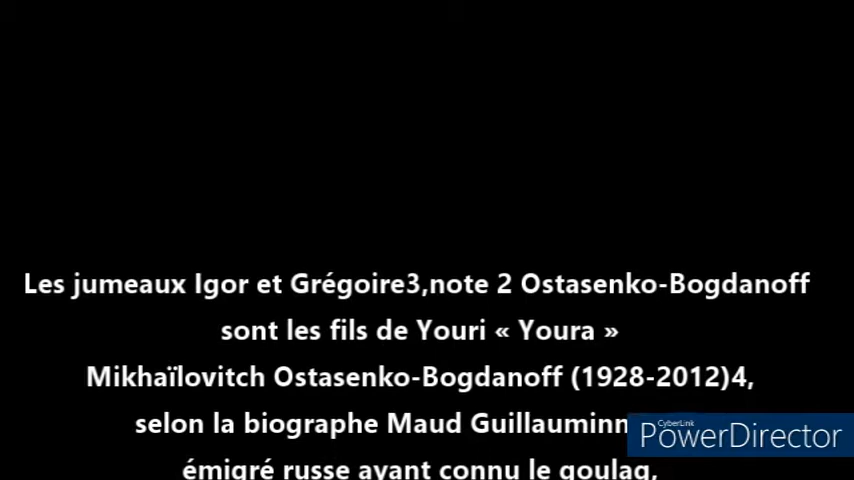 Les jumeaux Igor et Grégoire3,note 2 Ostasenko-Bogdanoff
sont les fils de Youri « Youra »
Mikhaïlovitch Ostasenko-Bogdanoff (1928-2012)4,
selon la biographe Maud
émigré russe ayant connu le goulag,
CyberLink
PowerDirector